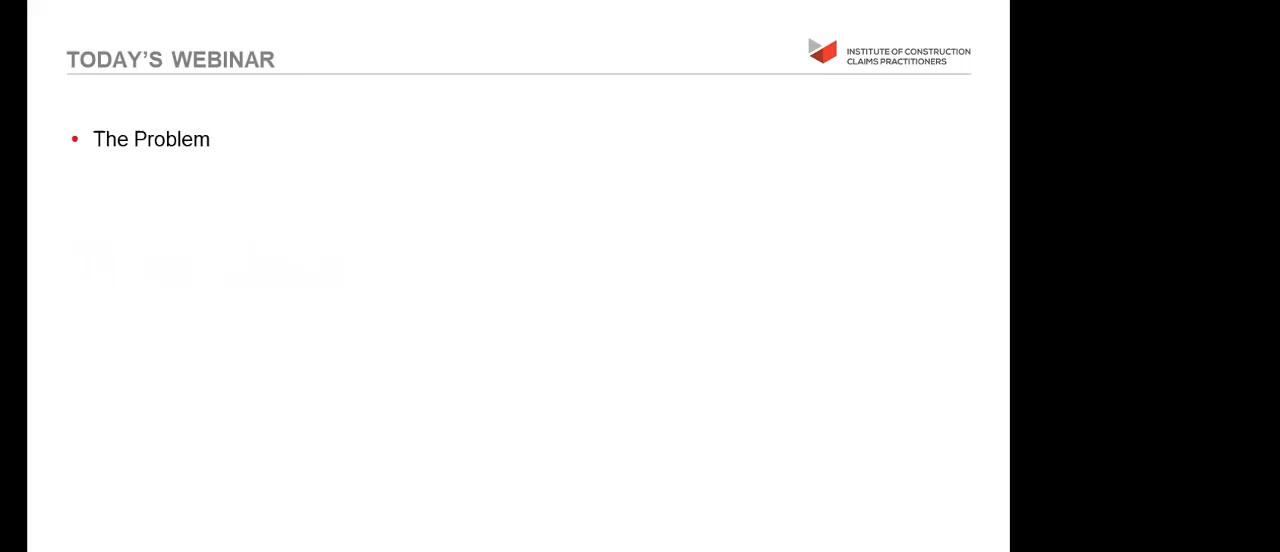 TODAY'S WEBINAR
INSTITUTE OF CONSTRUCTION
CLAIMS PRACTITIONERS
• The Problem